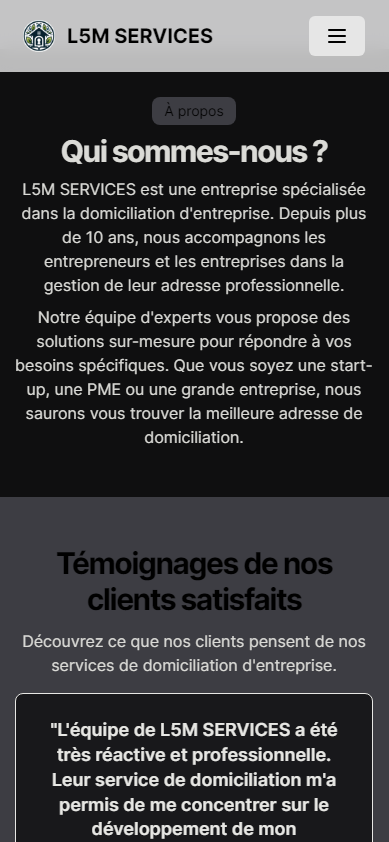 L5M SERVICES
À propos
Qui sommes-nous ?
L5M SERVICES est une entreprise spécialisée
dans la domiciliation d'entreprise. Depuis plus
de 10 ans, nous accompagnons les
entrepreneurs et les entreprises dans la
gestion de leur adresse professionnelle.
Notre équipe d'experts vous propose des
solutions sur-mesure pour répondre à vos
besoins spécifiques. Que vous soyez une start-
up, une PME ou une grande entreprise, nous
saurons vous trouver la meilleure adresse de
domiciliation.
Témoignages de nos
clients satisfaits
Découvrez ce que nos clients pensent de nos
services de domiciliation d'entreprise.
"L'équipe de L5M SERVICES a été
très réactive et professionnelle.
Leur service de domiciliation m'a
permis de me concentrer sur le
développement de mon